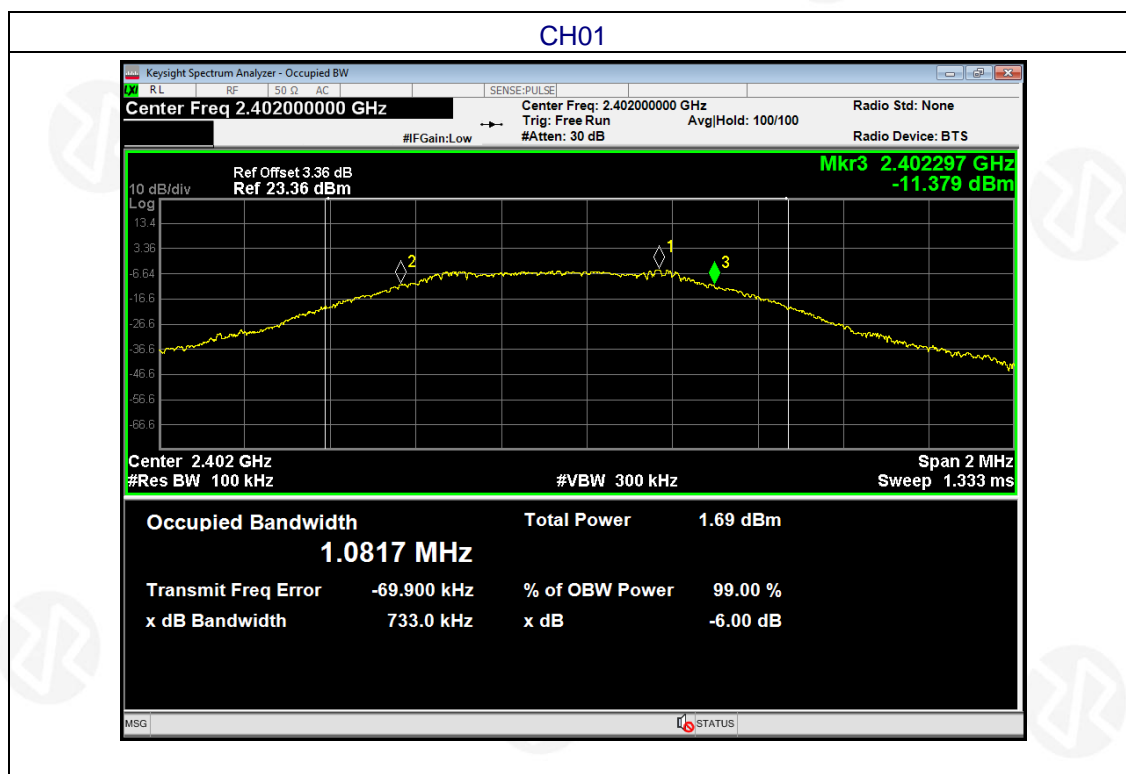 CH01
Keysight Spectrum Analyzer - Occupied BW
LXI RL RF 50 Ω AC SENSE:PULSE
Center Freq 2.402000000 GHz
Center Freq: 2.402000000 GHz
Radio Std: None
Trig: Free Run
Avg|Hold: 100/100
#IFGain:Low
#Atten: 30 dB
Radio Device: BTS
Mkr3 2.402297 GHz
-11.379 dBm
Ref Offset 3.36 dB
10 dB/div Ref 23.36 dBm
Log
13.4
3.36
-6.64
-16.6
-26.6
-36.6
-46.6
-56.6
-66.6
2
1
3
Center 2.402 GHz
Span 2 MHz
#Res BW 100 kHz
#VBW 300 kHz
Sweep 1.333 ms
Occupied Bandwidth
1.0817 MHz
Total Power 1.69 dBm
Transmit Freq Error -69.900 kHz
% of OBW Power 99.00 %
x dB Bandwidth 733.0 kHz
x dB -6.00 dB
MSG
STATUS